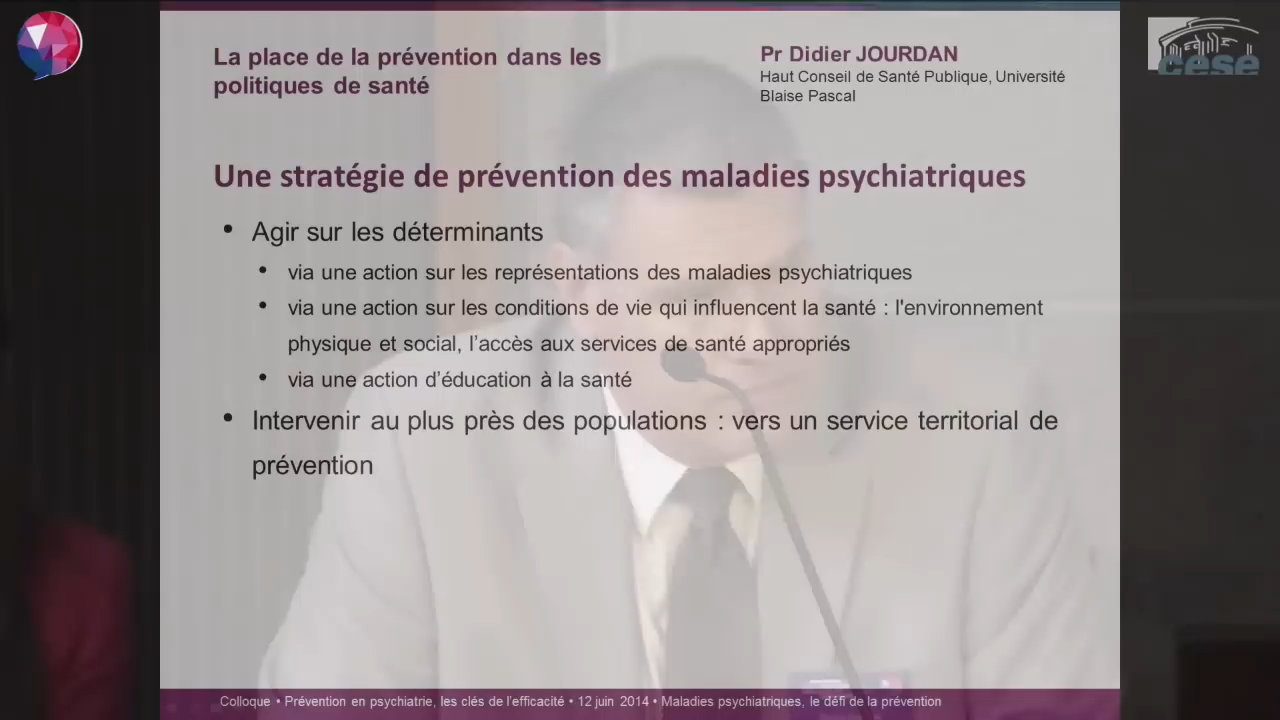 La place de la prévention dans les
politiques de santé
Pr Didier JOURDAN
Haut Conseil de Santé Publique, Université
Blaise Pascal
cese
Une stratégie de prévention des maladies psychiatriques
• Agir sur les déterminants
• via une action sur les représentations des maladies psychiatriques
• via une action sur les conditions de vie qui influencent la santé : l'environnement
physique et social, l’accès aux services de santé appropriés
• via une action d’éducation à la santé
• Intervenir au plus près des populations : vers un service territorial de
prévention
Colloque • Prévention en psychiatrie, les clés de l’efficacité • 12 juin 2014 • Maladies psychiatriques, le défi de la prévention